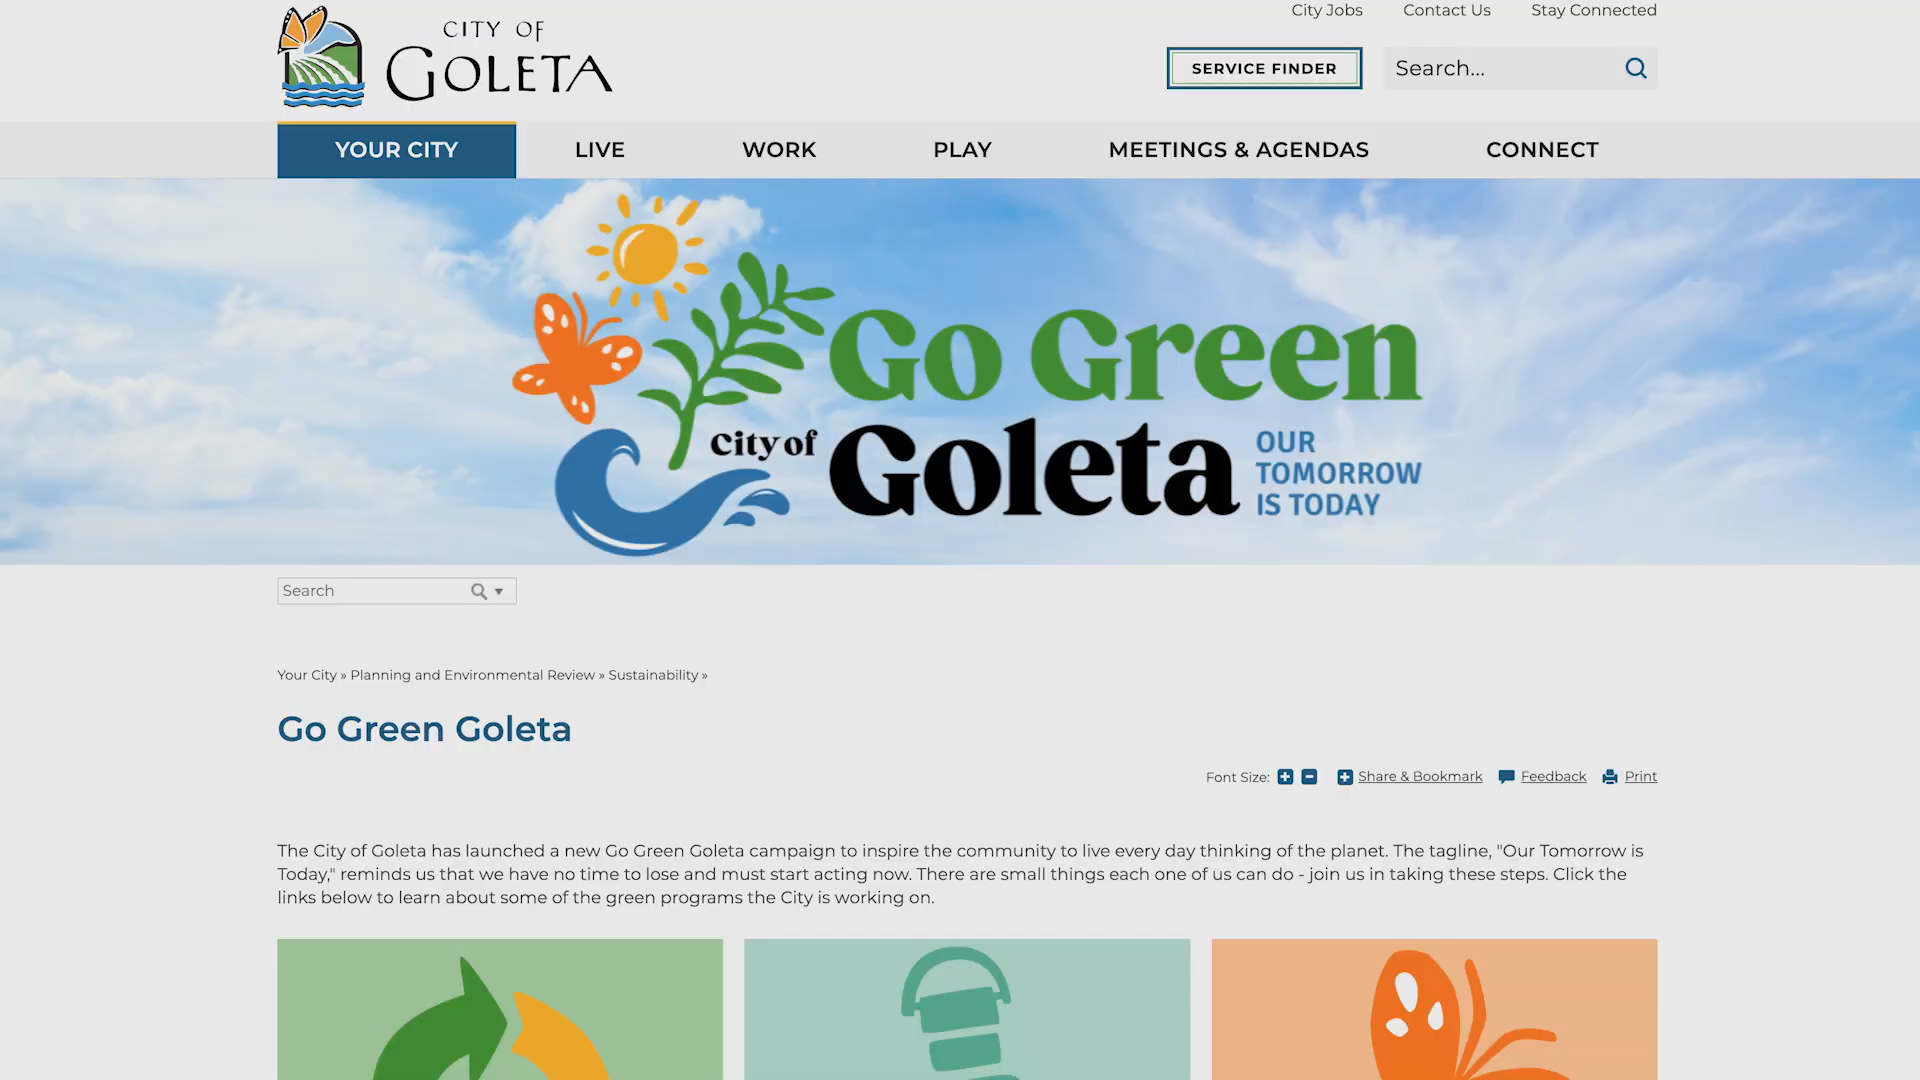 City Jobs Contact Us Stay Connected
CITY OF
GOLETA
SERVICE FINDER
Search...
YOUR CITY LIVE WORK PLAY MEETINGS & AGENDAS CONNECT
Go Green
City of Goleta
OUR
TOMORROW
IS TODAY
Search
Your City » Planning and Environmental Review » Sustainability »
Go Green Goleta
Font Size: Share & Bookmark Feedback Print
The City of Goleta has launched a new Go Green Goleta campaign to inspire the community to live every day thinking of the planet. The tagline, "Our Tomorrow is
Today," reminds us that we have no time to lose and must start acting now. There are small things each one of us can do - join us in taking these steps. Click the
links below to learn about some of the green programs the City is working on.